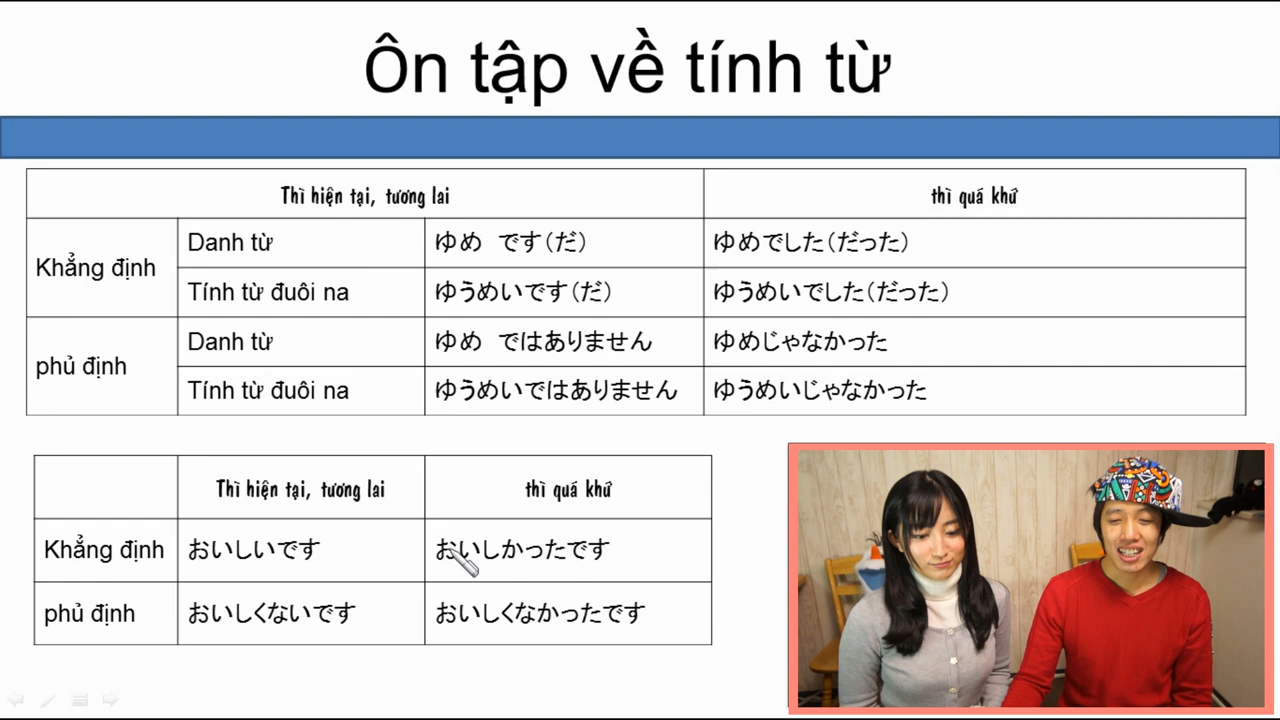 Ôn tập về tính từ
Thì hiện tại, tương lai thì quá khứ
Khẳng định Danh từ ゆめ　です(だ) ゆめでした(だった)
Tính từ đuôi na ゆうめいです(だ) ゆうめいでした(だった)
phủ định Danh từ ゆめ　ではありません ゆめじゃなかった
Tính từ đuôi na ゆうめいではありません ゆうめいじゃなかった
Thì hiện tại, tương lai thì quá khứ
Khẳng định おいしいです おいしかったです
phủ định おいしくないです おいしくなかったです